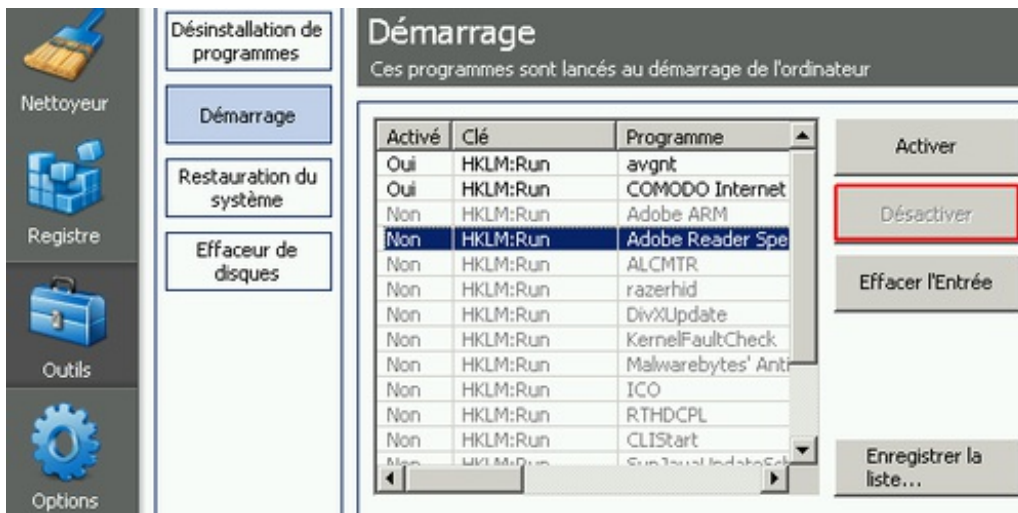 Nettoyeur
Registre
Outils
Options
Désinstallation de
programmes
Démarrage
Restauration du
système
Effaceur de
disques
Démarrage
Ces programmes sont lancés au démarrage de l'ordinateur
Activé Clé Programme
Oui HKLM:Run avgnt
Oui HKLM:Run COMODO Internet
Non HKLM:Run Adobe ARM
Non HKLM:Run Adobe Reader Spe
Non HKLM:Run ALCMTR
Non HKLM:Run razerhid
Non HKLM:Run DivXUpdate
Non HKLM:Run KernelFaultCheck
Non HKLM:Run Malwarebytes' Anti
Non HKLM:Run ICO
Non HKLM:Run RTHDCPL
Non HKLM:Run CLIStart
Non HKLM:Run SunJavaUpdateSch
Activer
Désactiver
Effacer l'Entrée
Enregistrer la
liste...